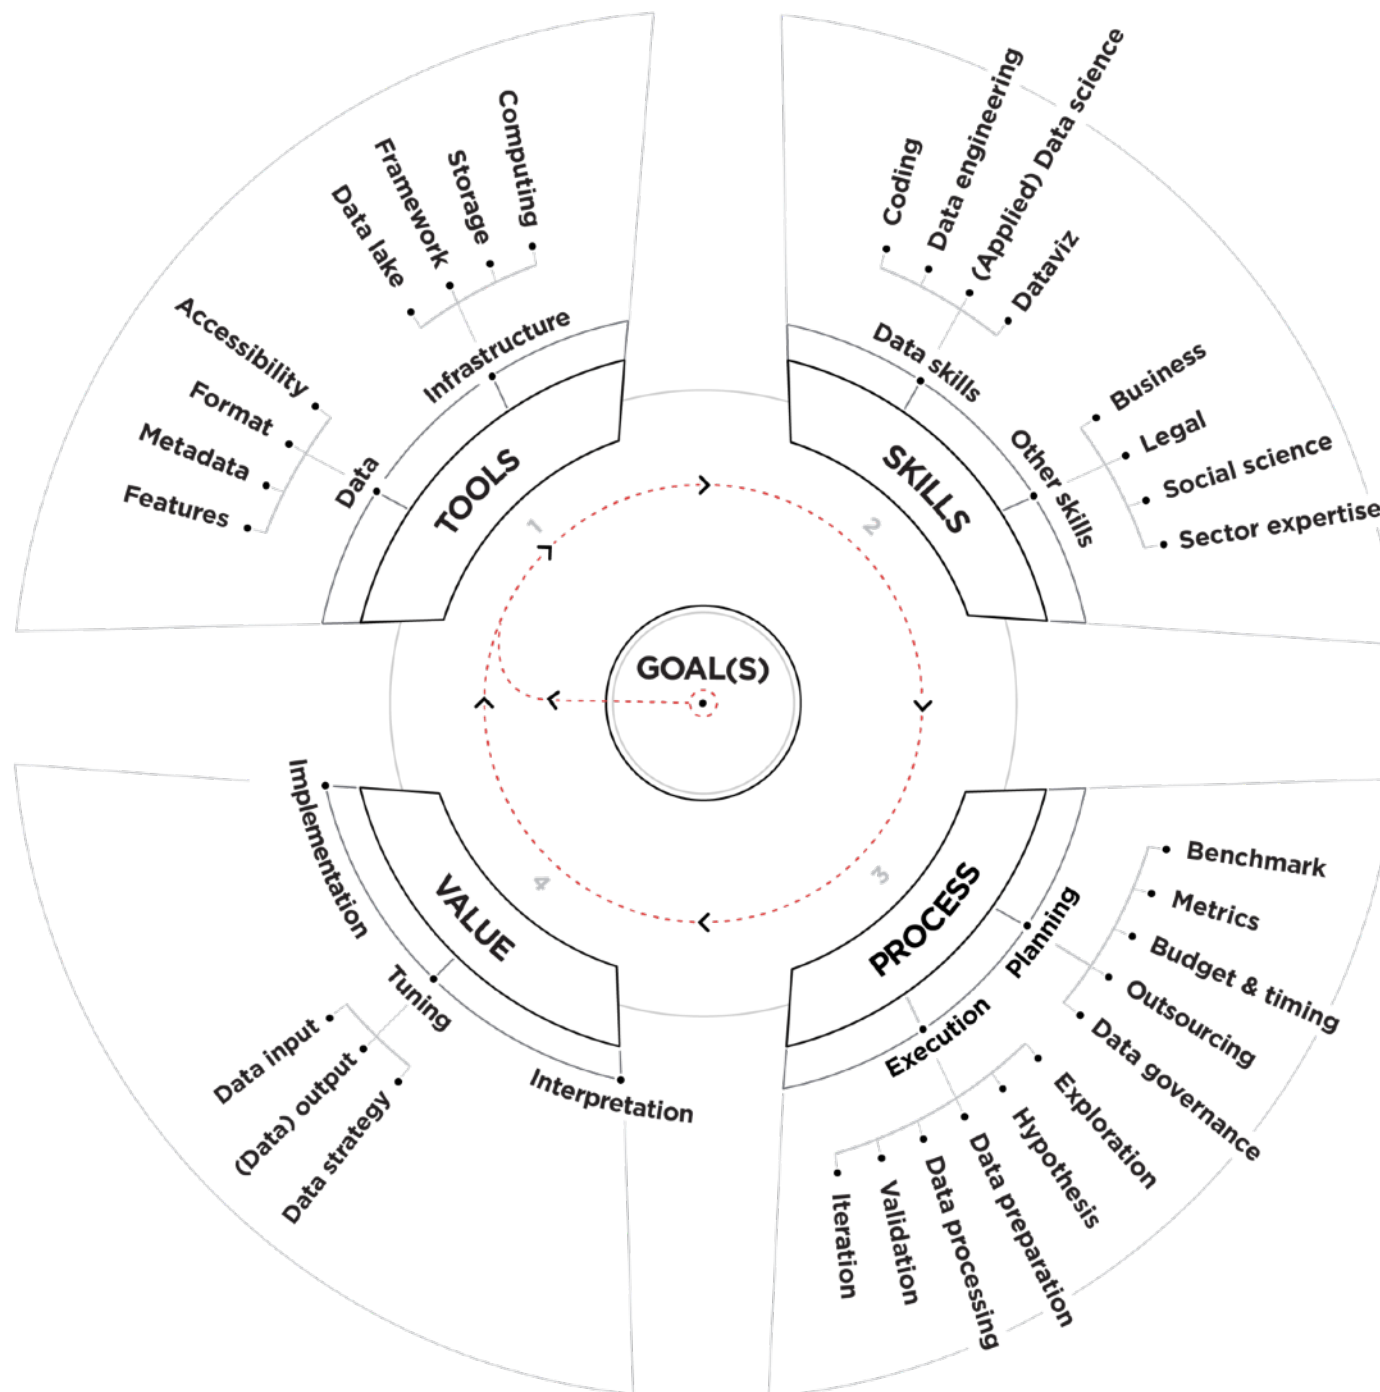 GOAL(S)
1
TOOLS
Data
Features
Metadata
Format
Accessibility
Infrastructure
Data lake
Framework
Storage
Computing
2
SKILLS
Data skills
Coding
Data engineering
(Applied) Data science
Dataviz
Other skills
Business
Legal
Social science
Sector expertise
3
PROCESS
Planning
Benchmark
Metrics
Budget & timing
Outsourcing
Data governance
Execution
Exploration
Hypothesis
Data preparation
Data processing
Validation
Iteration
4
VALUE
Interpretation
Tuning
Data strategy
(Data) output
Data input
Implementation